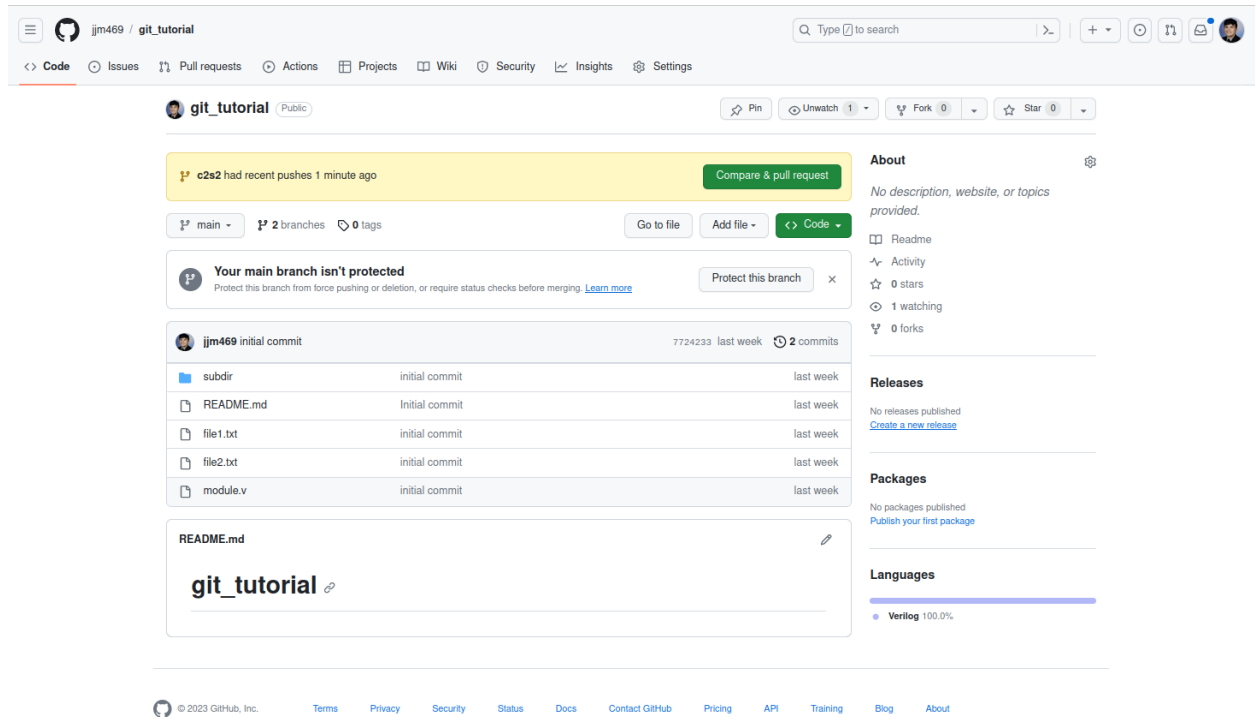 jjm469 / git_tutorial
Type / to search
Code Issues Pull requests Actions Projects Wiki Security Insights Settings
git_tutorial Public
Pin Unwatch 1 Fork 0 Star 0
c2s2 had recent pushes 1 minute ago Compare & pull request
main 2 branches 0 tags Go to file Add file Code
Your main branch isn't protected
Protect this branch from force pushing or deletion, or require status checks before merging. Learn more
Protect this branch
jjm469 initial commit 7724233 last week 2 commits
subdir initial commit last week
README.md Initial commit last week
file1.txt initial commit last week
file2.txt initial commit last week
module.v initial commit last week
README.md
git_tutorial
About
No description, website, or topics
provided.
Readme
Activity
0 stars
1 watching
0 forks
Releases
No releases published
Create a new release
Packages
No packages published
Publish your first package
Languages
Verilog 100.0%
© 2023 GitHub, Inc. Terms Privacy Security Status Docs Contact GitHub Pricing API Training Blog About